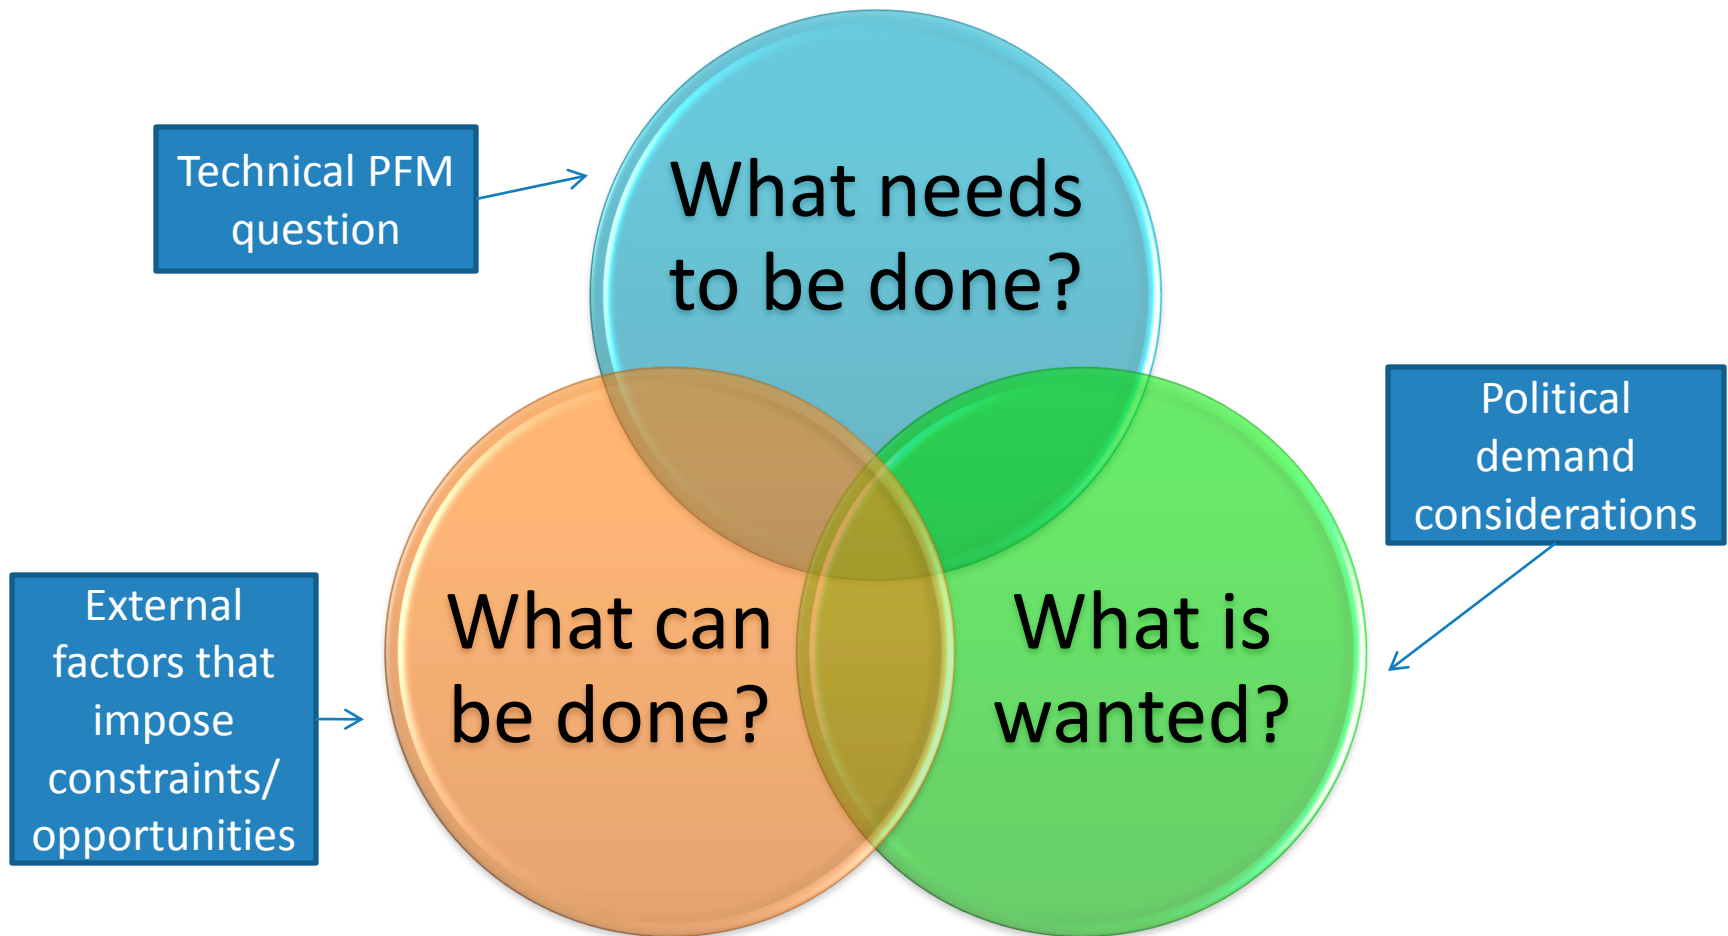 Technical PFM
question
What needs
to be done?
Political
demand
considerations
External
factors that
impose
constraints/
opportunities
What can
be done?
What is
wanted?